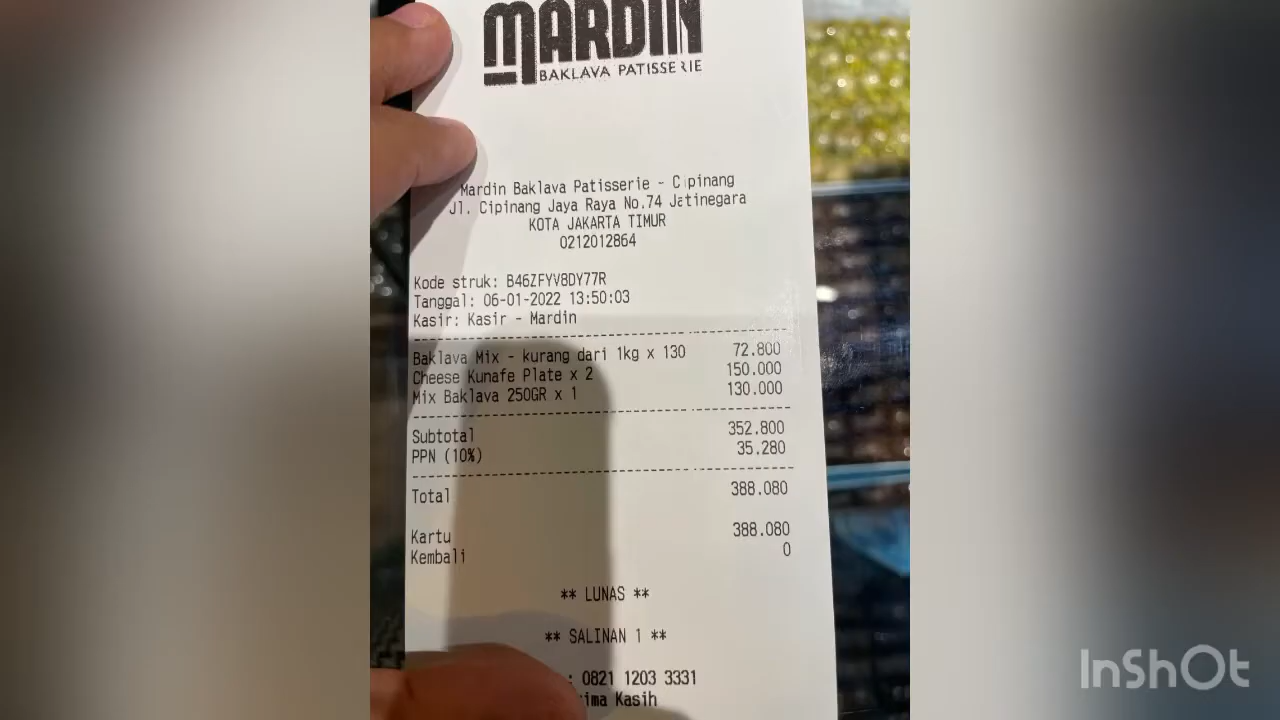 MARDIN
BAKLAVA PATISSERIE
Mardin Baklava Patisserie - Cipinang
Jl. Cipinang Jaya Raya No.74 Jatinegara
KOTA JAKARTA TIMUR
0212012864
Kode struk: B46ZFYV8DY77R
Tanggal: 06-01-2022 13:50:03
Kasir: Kasir - Mardin
Baklava Mix - kurang dari 1kg x 130 72.800
Cheese Kunafe Plate x 2 150.000
Mix Baklava 250GR x 1 130.000
Subtotal 352.800
PPN (10%) 35.280
Total 388.080
Kartu 388.080
Kembali 0
** LUNAS **
** SALINAN 1 **
: 0821 1203 3331
ima Kasih
InShOt